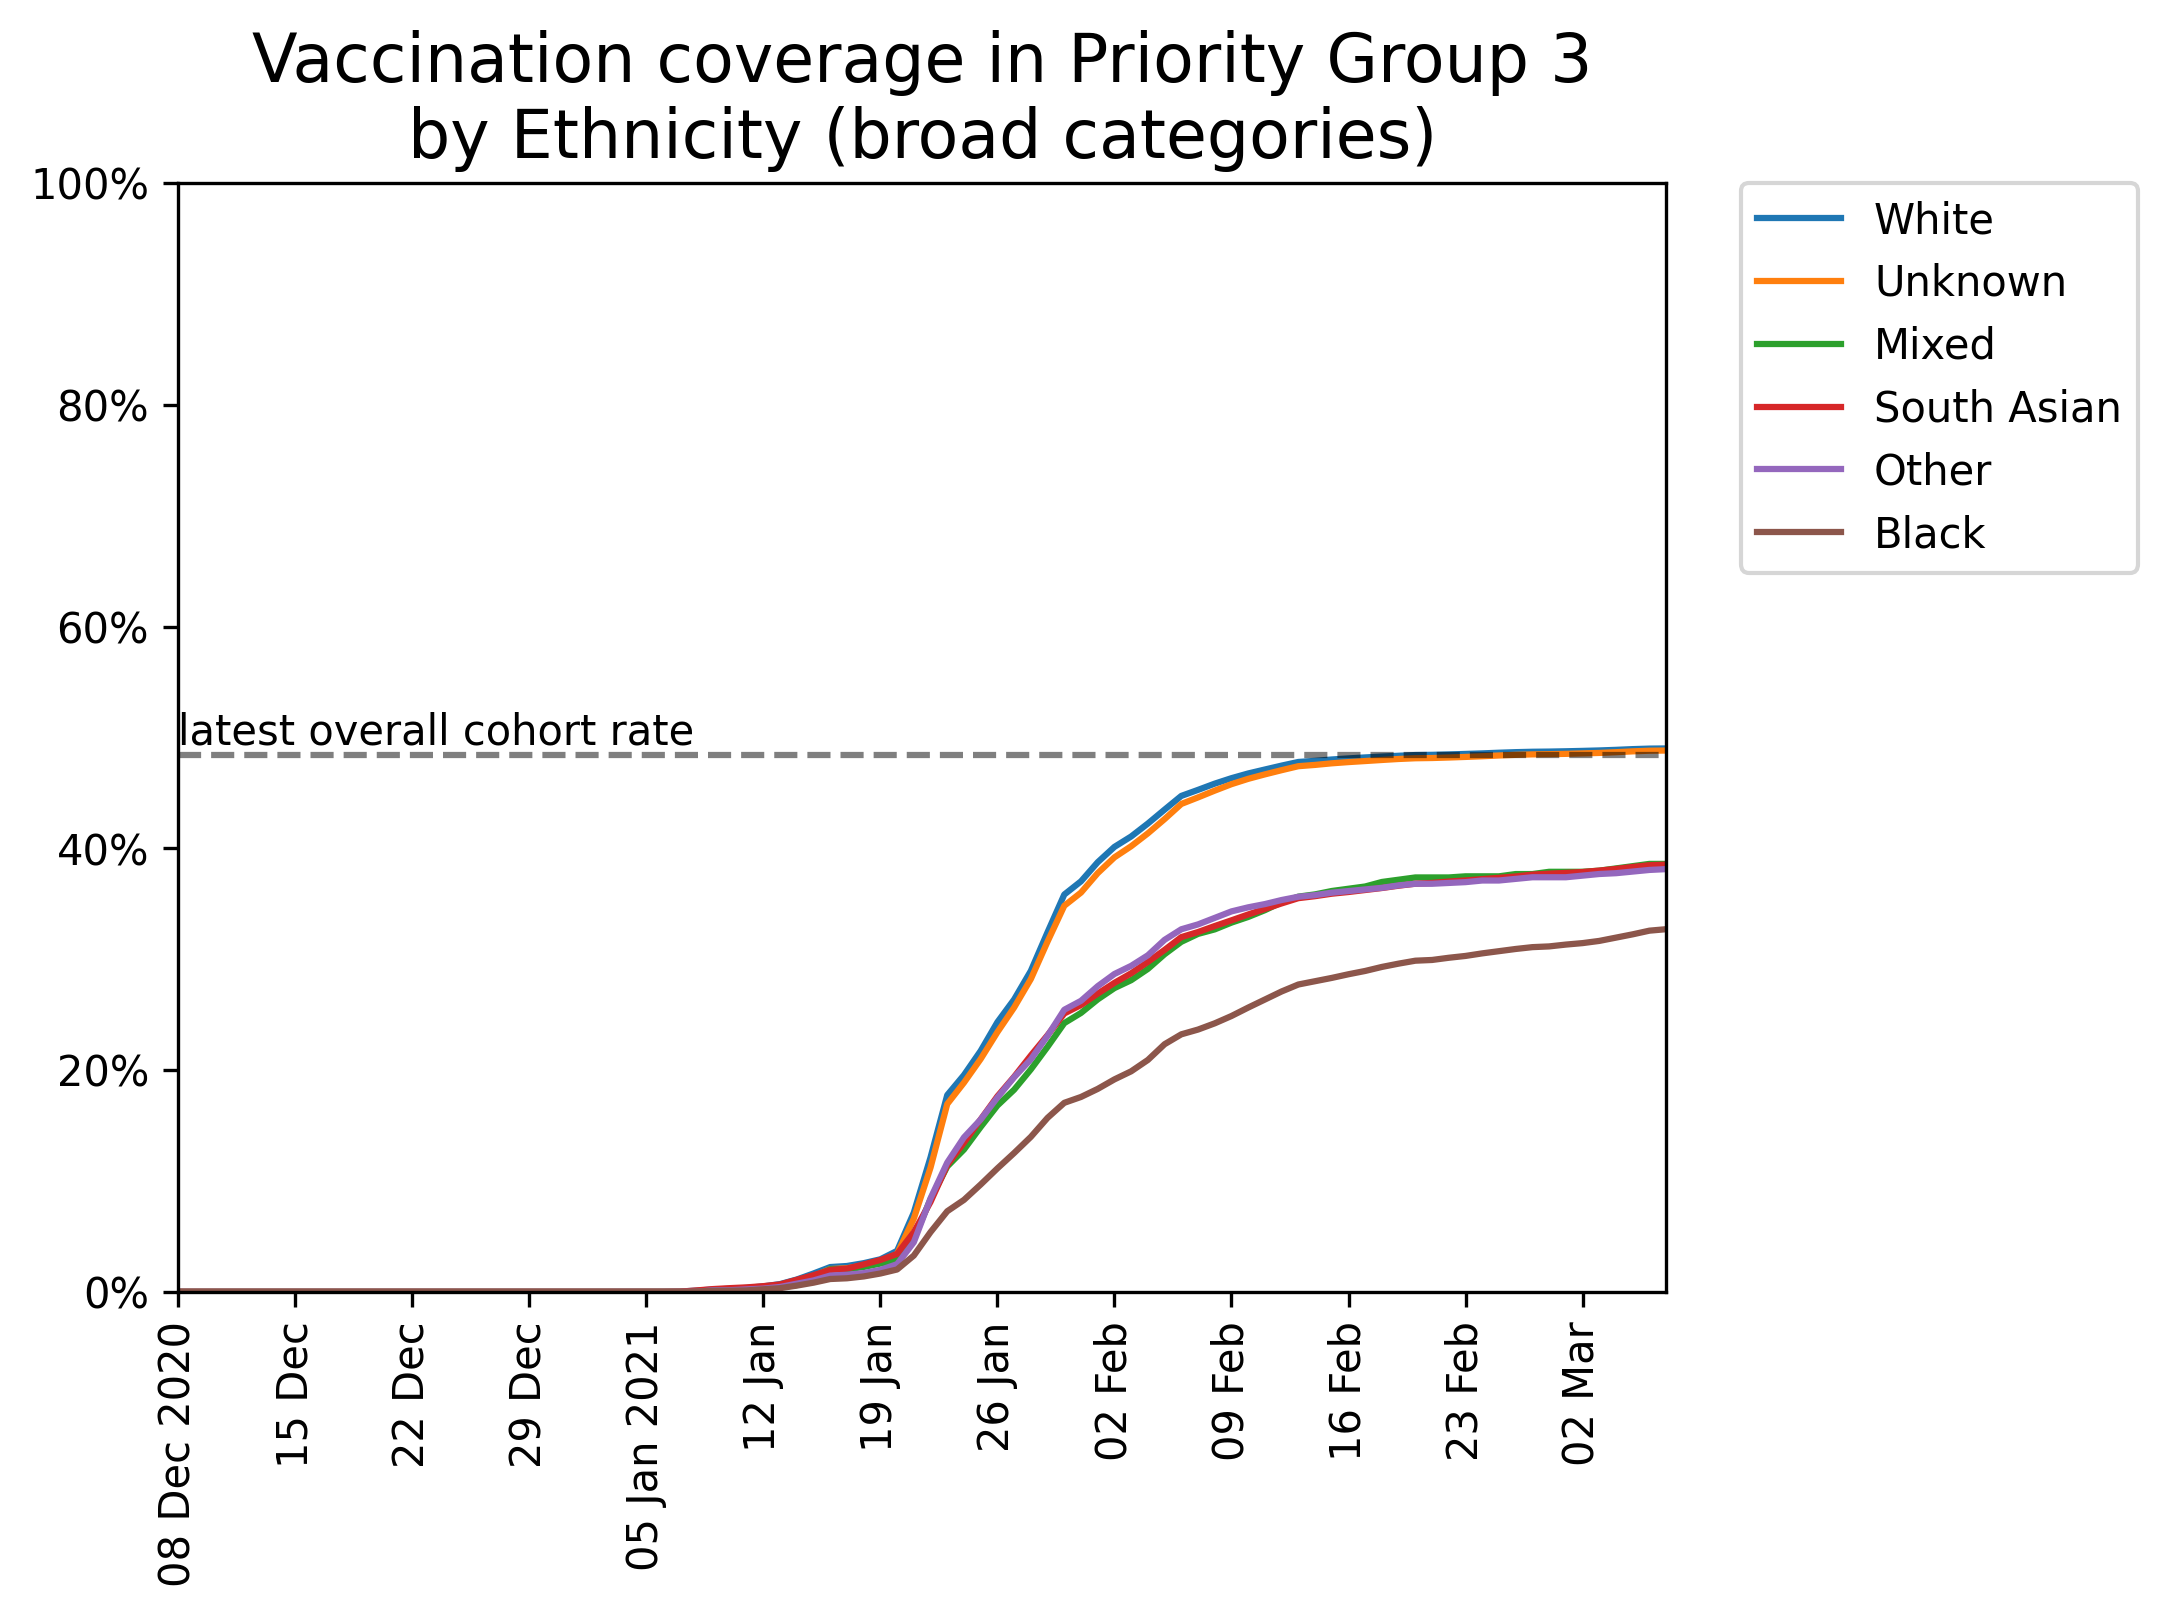 Vaccination coverage in Priority Group 3
by Ethnicity (broad categories)
100%
80%
60%
40%
20%
0%
latest overall cohort rate
08 Dec 2020
15 Dec
22 Dec
29 Dec
05 Jan 2021
12 Jan
19 Jan
26 Jan
02 Feb
09 Feb
16 Feb
23 Feb
02 Mar
White
Unknown
Mixed
South Asian
Other
Black